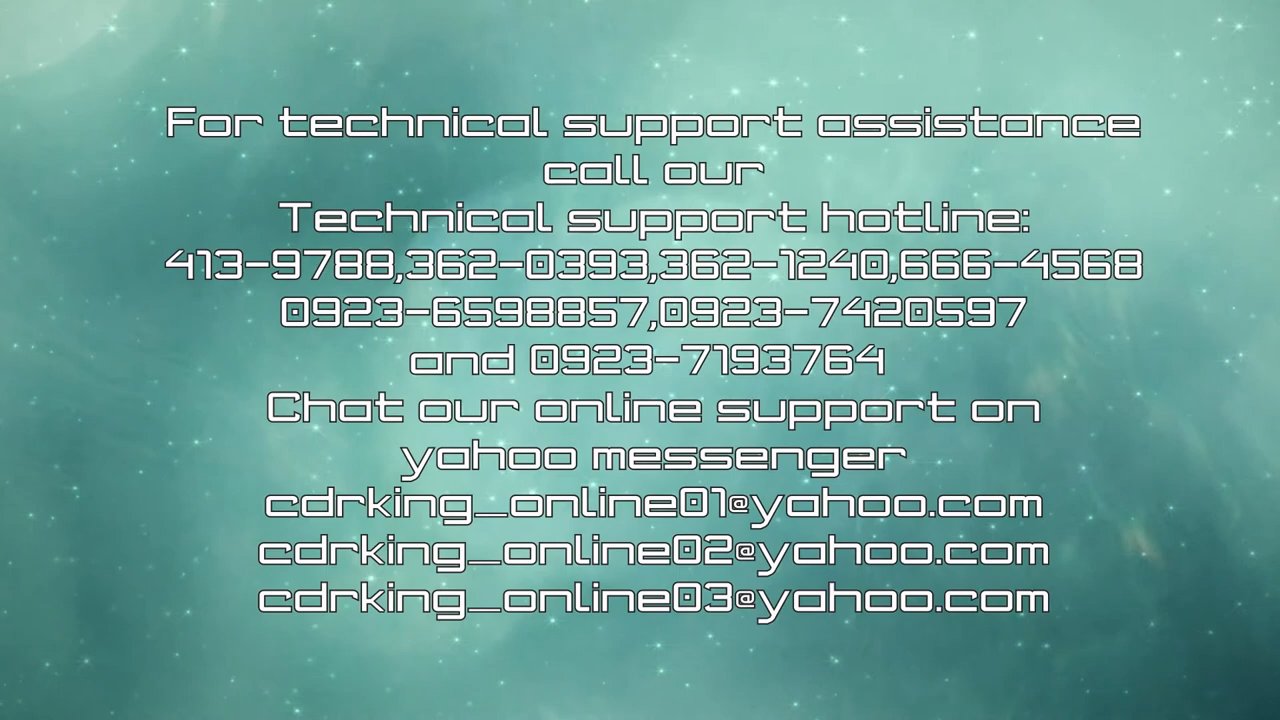 For technical support assistance
call our
Technical support hotline:
413-9788,362-0393,362-1240,666-4568
0923-6598857,0923-7420597
and 0923-7193764
Chat our online support on
yahoo messenger
cdrking_online01@yahoo.com
cdrking_online02@yahoo.com
cdrking_online03@yahoo.com